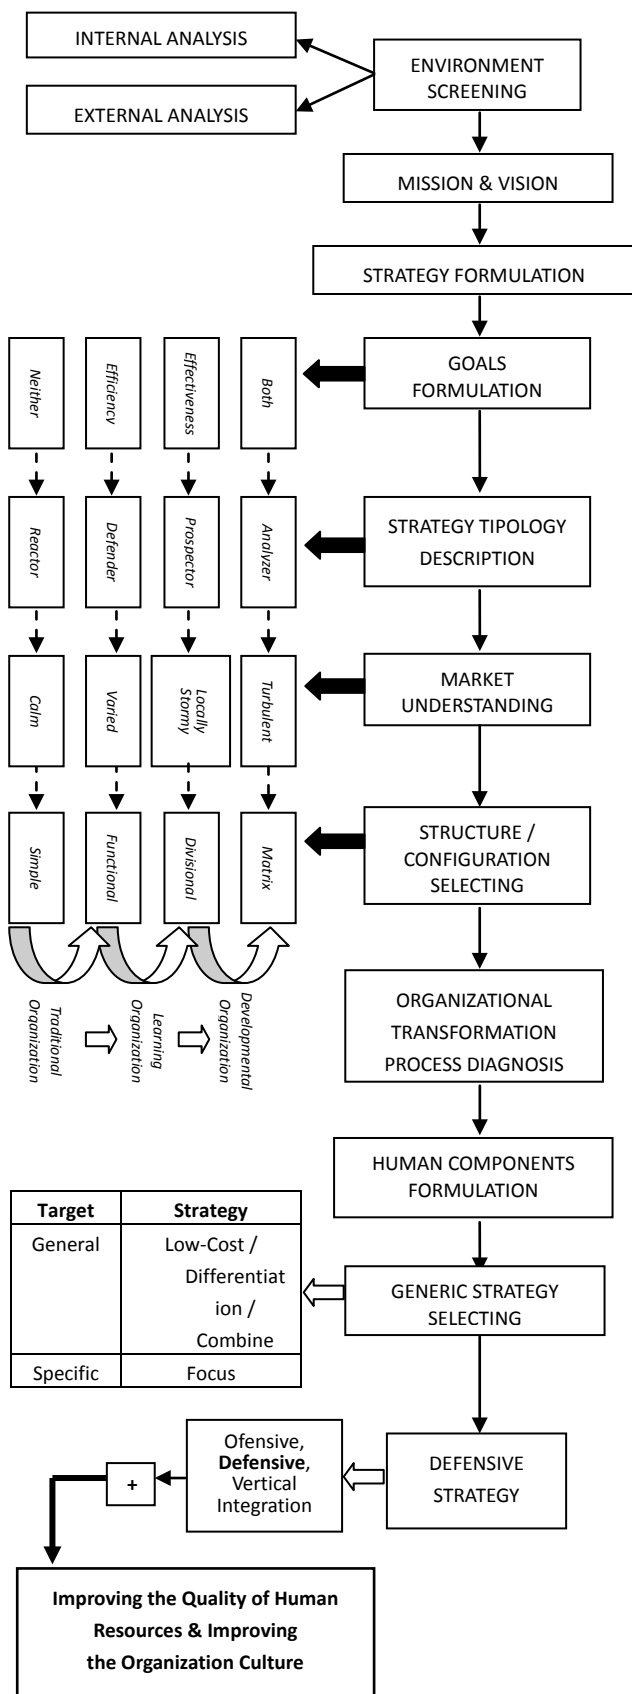 INTERNAL ANALYSIS
EXTERNAL ANALYSIS
ENVIRONMENT
SCREENING
MISSION & VISION
STRATEGY FORMULATION
Neither
Efficiency
Effectiveness
Both
GOALS
FORMULATION
Reactor
Defender
Prospector
Analyzer
STRATEGY TIPOLOGY
DESCRIPTION
Calm
Varied
Locally
Stormy
Turbulent
MARKET
UNDERSTANDING
Simple
Functional
Divisional
Matrix
STRUCTURE /
CONFIGURATION
SELECTING
Traditional
Organization
Learning
Organization
Developmental
Organization
ORGANIZATIONAL
TRANSFORMATION
PROCESS DIAGNOSIS
HUMAN COMPONENTS
FORMULATION
Target Strategy
General Low-Cost /
Differentiat
ion /
Combine
Specific Focus
GENERIC STRATEGY
SELECTING
Ofensive,
Defensive,
Vertical
Integration
+
DEFENSIVE
STRATEGY
Improving the Quality of Human
Resources & Improving
the Organization Culture